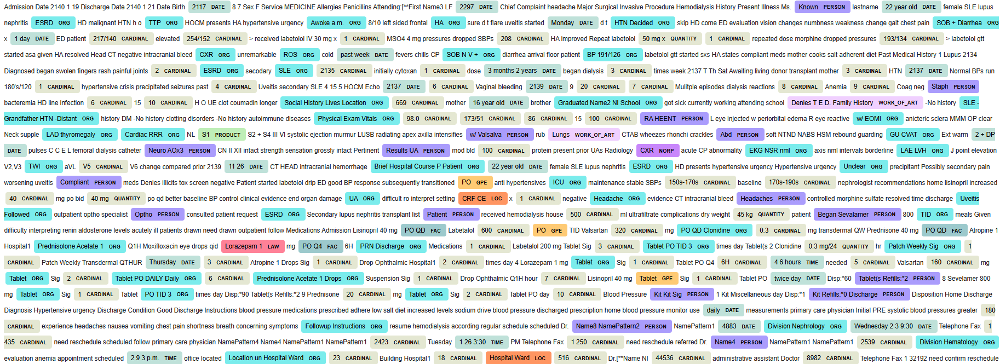 Admission Date 2140 1 19 Discharge Date 2140 1 21 Date Birth 2117 DATE 8 7 Sex F Service MEDICINE Allergies Penicillins Attending:[**First Name3 LF 2297 DATE Chief Complaint headache Major Surgical Invasive Procedure Hemodialysis History Present Illness Ms. Known PERSON lastname 22 year old DATE female SLE lupus
nephritis ESRD ORG HD malignant HTN h o TTP ORG HOCM presents HA hypertensive urgency Awoke a.m. ORG 8/10 left sided frontal HA ORG sure d t flare uveitis started Monday DATE d t HTN Decided ORG skip HD come ED evaluation vision changes numbness weakness change gait chest pain SOB + Diarrhea ORG
x 1 day DATE ED patient 217/140 CARDINAL elevated 254/152 CARDINAL > received labetolol IV 30 mg x 1 CARDINAL MSO4 4 mg pressures dropped SBPs 208 CARDINAL HA improved Repeat labetolol 50 mg x QUANTITY 1 CARDINAL repeated dose morphine dropped pressures 193/134 CARDINAL > labetolol gtt
started asa given HA resolved Head CT negative intracranial bleed CXR ORG unremarkable ROS ORG cold past week DATE fevers chills CP SOB N V + ORG diarrhea arrival floor patient BP 191/126 ORG labetolol gtt started sxs HA states compliant meds mother cooks salt adherent diet Past Medical History 1 Lupus 2134
Diagnosed began swolen fingers rash painful joints 2 CARDINAL ESRD ORG secodary SLE ORG 2135 CARDINAL initially cytoxan 1 CARDINAL dose 3 months 2 years DATE began dialysis 3 CARDINAL times week 2137 T Th Sat Awaiting living donor transplant mother 3 CARDINAL HTN 2137 DATE Normal BPs run
180's/120 1 CARDINAL hypertensive crisis precipitated seizures past 4 CARDINAL Uveitis secondary SLE 4 15 5 HOCM Echo 2137 DATE 6 CARDINAL Vaginal bleeding 2139 DATE 9 20 CARDINAL 7 CARDINAL Mulitple episodes dialysis reactions 8 CARDINAL Anemia 9 CARDINAL Coag neg Staph PERSON
bacteremia HD line infection 6 CARDINAL 15 10 CARDINAL H O UE clot coumadin longer Social History Lives Location ORG 669 CARDINAL mother 16 year old DATE brother Graduated Name2 NI School ORG got sick currently working attending school Denies T E D. Family History WORK_OF_ART -No history SLE -
Grandfather HTN -Distant ORG history DM -No history clotting disorders -No history autoimmune diseases Physical Exam Vitals ORG 98.0 CARDINAL 173/51 CARDINAL 86 CARDINAL 15 100 CARDINAL RA HEENT PERSON L eye injected w periorbital edema R eye reactive w/ EOMI ORG anicteric sclera MMM OP clear
Neck supple LAD thyromegaly ORG Cardiac RRR ORG NL S1 PRODUCT S2 + S4 III VI systolic ejection murmur LUSB radiating apex axilla intensifies w/ Valsalva PERSON rub Lungs WORK_OF_ART CTAB wheezes rhonchi crackles Abd PERSON soft NTND NABS HSM rebound guarding GU CVAT ORG Ext warm 2 + DP
DATE pulses C C E L femoral dialysis catheter Neuro AOx3 PERSON CN II XII intact strength sensation grossly intact Pertinent Results UA PERSON mod bld 100 CARDINAL protein present prior UAs Radiology CXR NORP acute CP abnormality EKG NSR nml ORG axis nml intervals borderline LAE LVH ORG J point elevation
V2,V3 TWI ORG aVL V5 CARDINAL V6 change compared prior 2139 11 26 DATE CT HEAD intracranial hemorrhage Brief Hospital Course P Patient ORG 22 year old DATE female SLE lupus nephritis ESRD ORG HD presents hypertensive urgency Hypertensive urgency Unclear ORG precipitant Possibly secondary pain
worsening uveitis Compliant PERSON meds Denies illicits tox screen negative Patient started labetolol drip ED good BP response subsequently transitioned PO GPE anti hypertensives ICU ORG maintenance stable SBPs 150s-170s CARDINAL baseline 170s-190s CARDINAL nephrologist recommendations home lisinopril increased
40 CARDINAL mg po bid 40 mg QUANTITY po qd better baseline BP control clinical evidence end organ damage UA ORG difficult ro interpret setting CRF CE LOC x 1 CARDINAL negative Headache ORG evidence CT intracranial bleed Headaches PERSON controlled morphine sulfate resolved time discharge Uveitis
Followed ORG outpatient optho specialist Optho PERSON consulted patient request ESRD ORG Secondary lupus nephritis transplant list Patient PERSON received hemodialysis house 500 CARDINAL ml ultrafiltrate complications dry weight 45 kg QUANTITY patient Began Sevalamer PERSON 800 TID ORG meals Given
difficulty interpreting renin aldosterone levels acutely ill patients drawn need drawn outpatient follow Medications Admission Lisinopril 40 mg PO QD FAC Labetalol 600 CARDINAL PO GPE TID Valsartan 320 CARDINAL mg PO QD Clonidine ORG 0.3 CARDINAL mg transdermal QW Prednisone 40 mg PO QD FAC Atropine 1
Hospital1 Prednisolone Acetate 1 ORG Q1H Moxifloxacin eye drops qid Lorazepam 1 LAW mg PO Q4 FAC 6H PRN Discharge ORG Medications 1 CARDINAL Labetalol 200 mg Tablet Sig 3 CARDINAL Tablet PO TID 3 ORG times day Tablet(s 2 Clonidine 0.3 mg/24 QUANTITY hr Patch Weekly Sig ORG 1
CARDINAL Patch Weekly Transdermal QTHUR Thursday DATE 3 CARDINAL Atropine 1 Drops Sig 1 CARDINAL Drop Ophthalmic Hospital1 2 CARDINAL times day 4 Lorazepam 1 mg Tablet ORG Sig 1 CARDINAL Tablet PO Q4 6H CARDINAL 4 6 hours TIME needed 5 CARDINAL Valsartan 160 CARDINAL mg
Tablet ORG Sig 2 CARDINAL Tablet PO DAILY Daily ORG 6 CARDINAL Prednisolone Acetate 1 Drops ORG Suspension Sig 1 CARDINAL Drop Ophthalmic Q1H hour 7 CARDINAL Lisinopril 40 mg Tablet GPE Sig 1 CARDINAL Tablet PO twice day DATE Disp:*60 Tablet(s Refills:*2 PERSON 8 Sevelamer 800
mg Tablet ORG Sig 1 CARDINAL Tablet PO TID 3 ORG times day Disp:*90 Tablet(s Refills:*2 9 Prednisone 20 CARDINAL mg Tablet ORG Sig 2 CARDINAL Tablet PO day 10 CARDINAL Blood Pressure Kit Kit Sig PERSON 1 Kit Miscellaneous day Disp:*1 Kit Refills:*0 Discharge PERSON Disposition Home Discharge
Diagnosis Hypertensive urgency Discharge Condition Good Discharge Instructions blood pressure medications prescribed adhere low salt diet increased levels sodium drive blood pressure discharged prescription home blood pressure monitor use daily DATE measurements primary care physician Initial PRE systolic blood pressures greater 180
CARDINAL experience headaches nausea vomiting chest pain shortness breath concerning symptoms Followup Instructions ORG resume hemodialysis according regular schedule scheduled Dr. Name8 NamePattern2 PERSON NamePattern1 4883 DATE Division Nephrology ORG Wednesday 2 3 9:30 DATE Telephone Fax 1
435 CARDINAL need reschedule scheduled follow primary care physician NamePattern4 Name4 NamePattern1 NamePattern1 2423 CARDINAL Tuesday 1 26 3:30 TIME PM Telephone Fax 1 250 CARDINAL need reschedule referred Dr. Name4 PERSON NamePattern1 NamePattern1 2539 CARDINAL Division Hematology ORG
evaluation anemia appointment scheduled 2 9 3 p.m. TIME office located Location un Hospital Ward ORG 23 CARDINAL Building Hospital1 18 CARDINAL Hospital Ward LOC 516 CARDINAL Dr.[**Name NI 44536 CARDINAL administrative assistant Doctor 8982 CARDINAL Telephone Fax 1 32192 need confirm reschedule